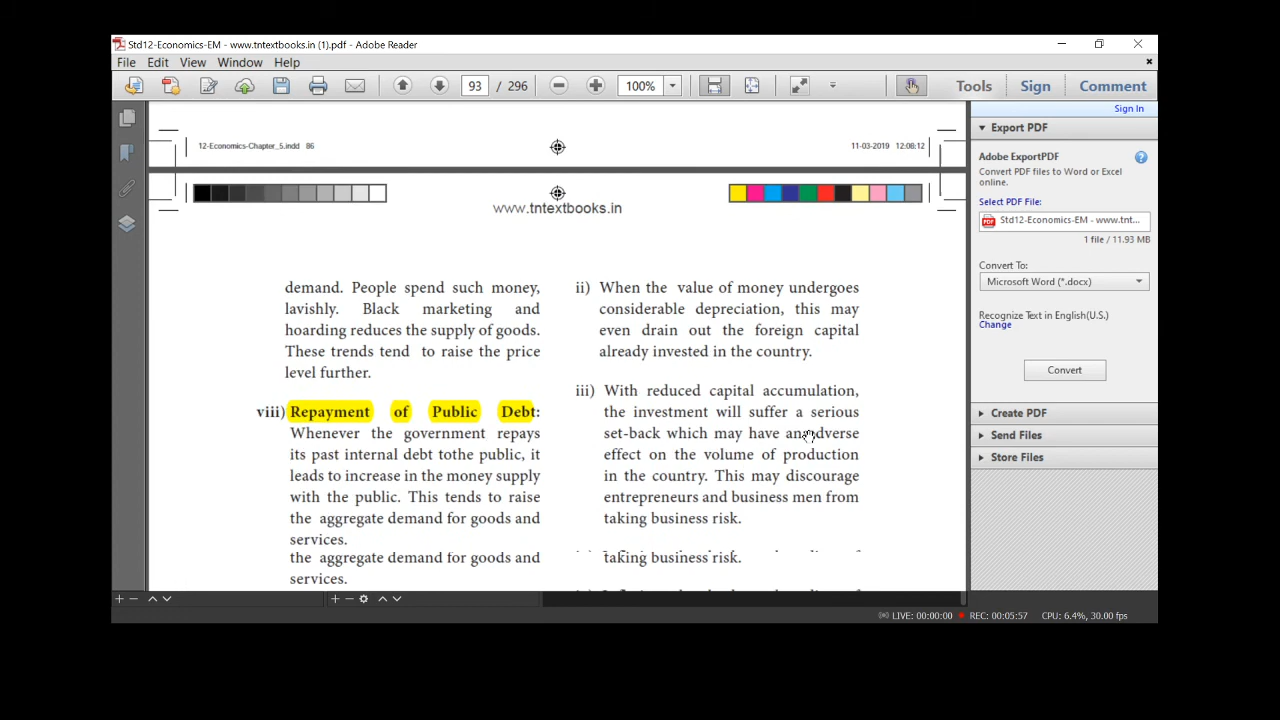 Std12-Economics-EM - www.tntextbooks.in (1).pdf - Adobe Reader
File Edit View Window Help
93 / 296 100% Tools Sign Comment
Sign In
12-Economics-Chapter_5.indd 86 11-03-2019 12:08:12
www.tntextbooks.in
demand. People spend such money,
lavishly. Black marketing and
hoarding reduces the supply of goods.
These trends tend to raise the price
level further.
viii) Repayment of Public Debt:
Whenever the government repays
its past internal debt tothe public, it
leads to increase in the money supply
with the public. This tends to raise
the aggregate demand for goods and
services.
the aggregate demand for goods and
services.
ii) When the value of money undergoes
considerable depreciation, this may
even drain out the foreign capital
already invested in the country.
iii) With reduced capital accumulation,
the investment will suffer a serious
set-back which may have an adverse
effect on the volume of production
in the country. This may discourage
entrepreneurs and business men from
taking business risk.
taking business risk.
Export PDF
Adobe ExportPDF
Convert PDF files to Word or Excel
online.
Select PDF File:
Std12-Economics-EM - www.tnt...
1 file / 11.93 MB
Convert To:
Microsoft Word (*.docx)
Recognize Text in English(U.S.)
Change
Convert
Create PDF
Send Files
Store Files
LIVE: 00:00:00 REC: 00:05:57 CPU: 6.4%, 30.00 fps